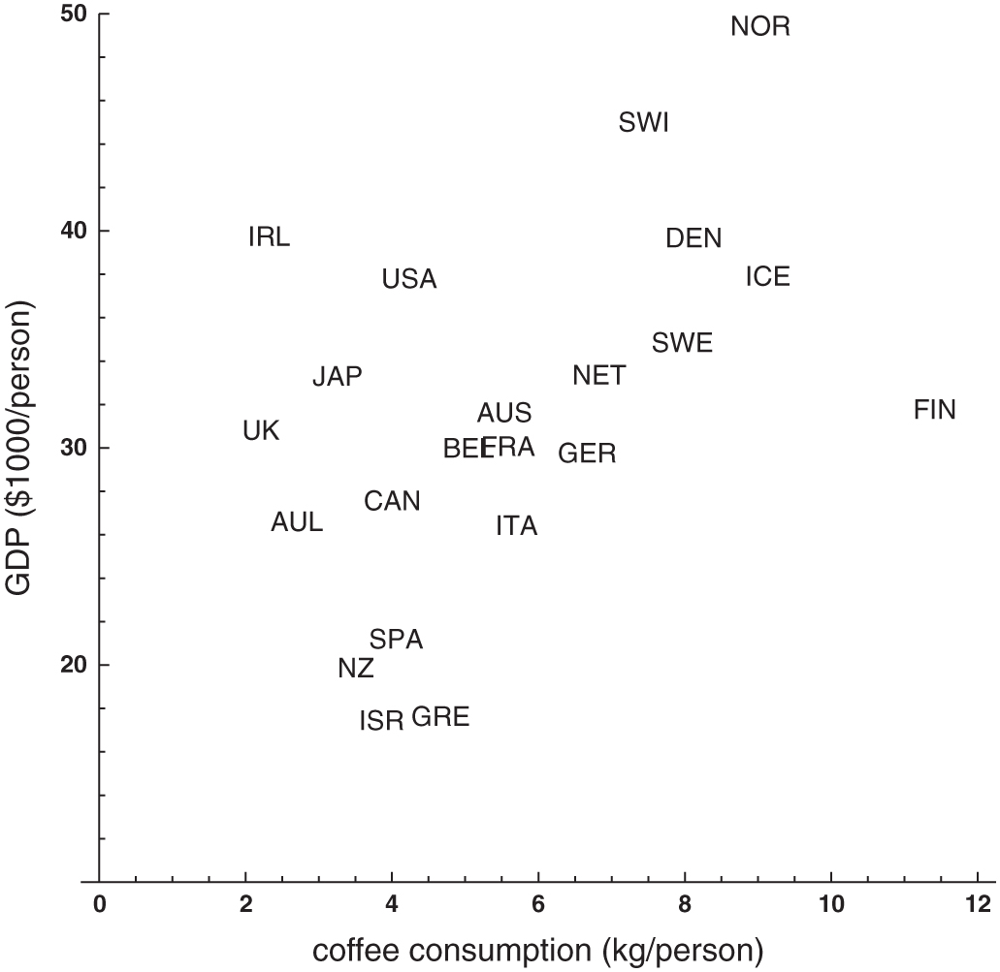 50
NOR
SWI
40
IRL
DEN
USA
ICE
SWE
JAP
NET
AUS
FIN
UK
30
BEL
FRA
GER
CAN
AUL
ITA
SPA
20
NZ
ISR
GRE
GDP ($1000/person)
0 2 4 6 8 10 12
coffee consumption (kg/person)